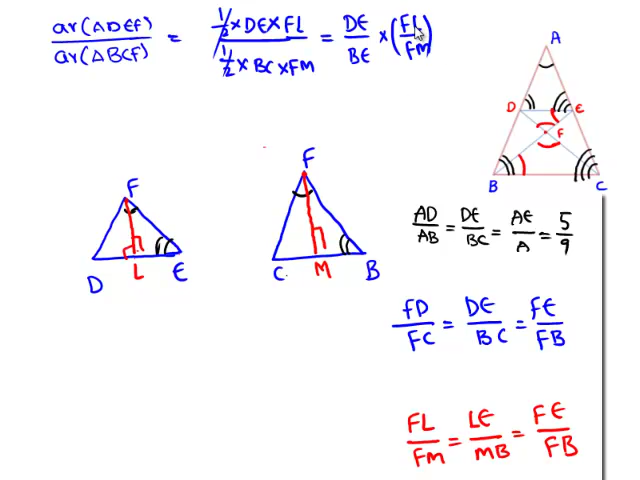 ar(ΔDEF) / ar(ΔBCF) = ½ × DE × FL / ½ × BC × FM = DE / BE × (FL / FM)
A
D E
F
B C
F
D L E
F
C M B
AD / AB = DE / BC = AE / A = 5 / 9
FD / FC = DE / BC = FE / FB
FL / FM = LE / MB = FE / FB